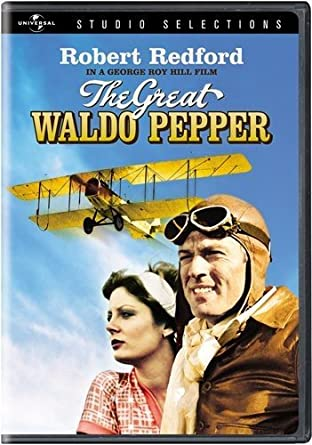 UNIVERSAL
STUDIO SELECTIONS
Robert Redford
IN A GEORGE ROY HILL FILM
The Great
WALDO PEPPER